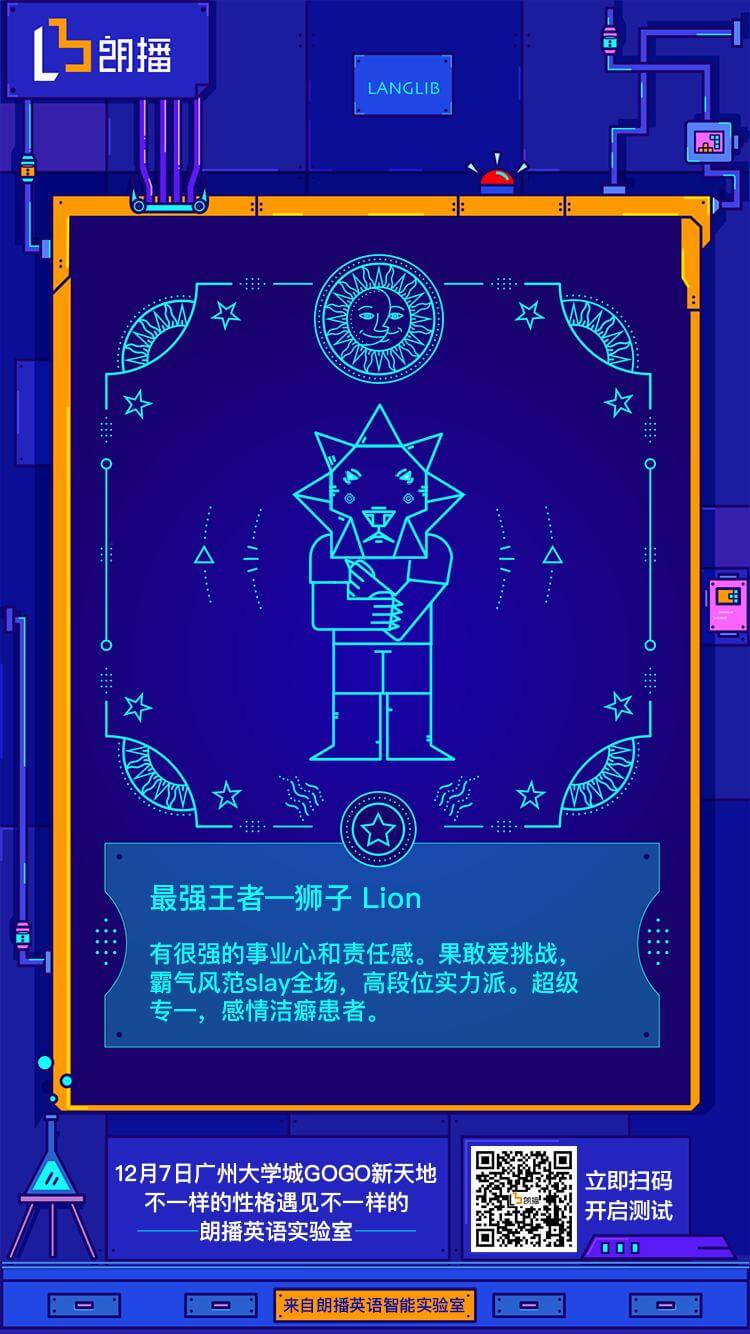 朗播
LANGLIB
最强王者—狮子 Lion
有很强的事业心和责任感。果敢爱挑战，
霸气风范slay全场，高段位实力派。超级
专一，感情洁癖患者。
12月7日广州大学城GOGO新天地
不一样的性格遇见不一样的
朗播英语实验室
朗播
立即扫码
开启测试
来自朗播英语智能实验室